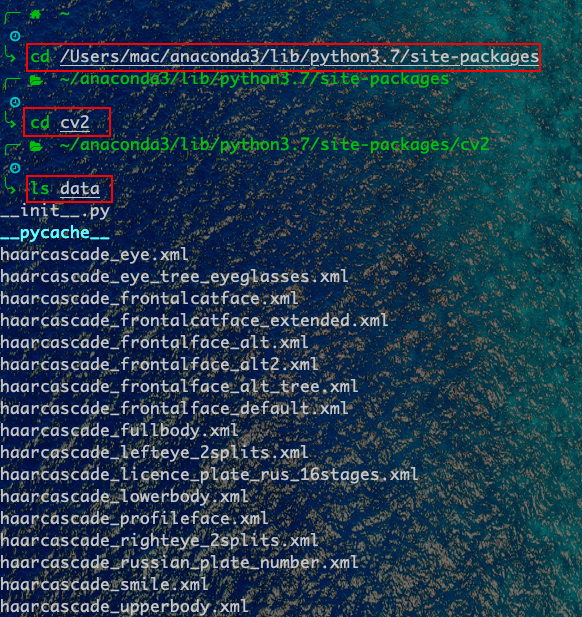 ~
cd /Users/mac/anaconda3/lib/python3.7/site-packages
~/anaconda3/lib/python3.7/site-packages
cd cv2
~/anaconda3/lib/python3.7/site-packages/cv2
ls data
__init__.py
__pycache__
haarcascade_eye.xml
haarcascade_eye_tree_eyeglasses.xml
haarcascade_frontalcatface.xml
haarcascade_frontalcatface_extended.xml
haarcascade_frontalface_alt.xml
haarcascade_frontalface_alt2.xml
haarcascade_frontalface_alt_tree.xml
haarcascade_frontalface_default.xml
haarcascade_fullbody.xml
haarcascade_lefteye_2splits.xml
haarcascade_licence_plate_rus_16stages.xml
haarcascade_lowerbody.xml
haarcascade_profileface.xml
haarcascade_righteye_2splits.xml
haarcascade_russian_plate_number.xml
haarcascade_smile.xml
haarcascade_upperbody.xml